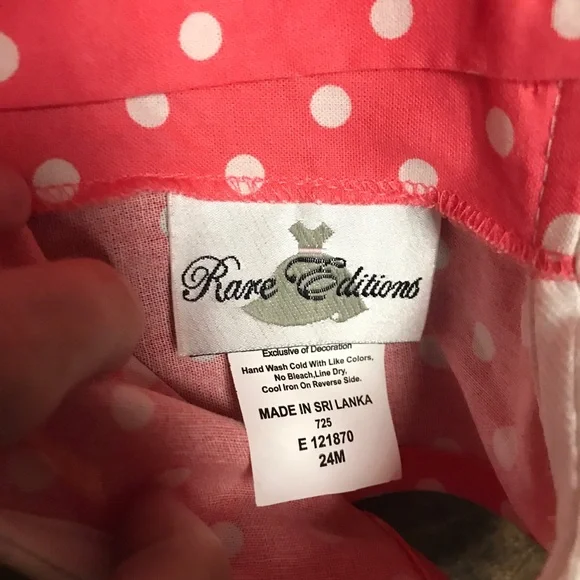 Rare Editions
Exclusive of Decoration
Hand Wash Cold With Like Colors,
No Bleach,Line Dry,
Cool Iron On Reverse Side.
MADE IN SRI LANKA
725
E 121870
24M